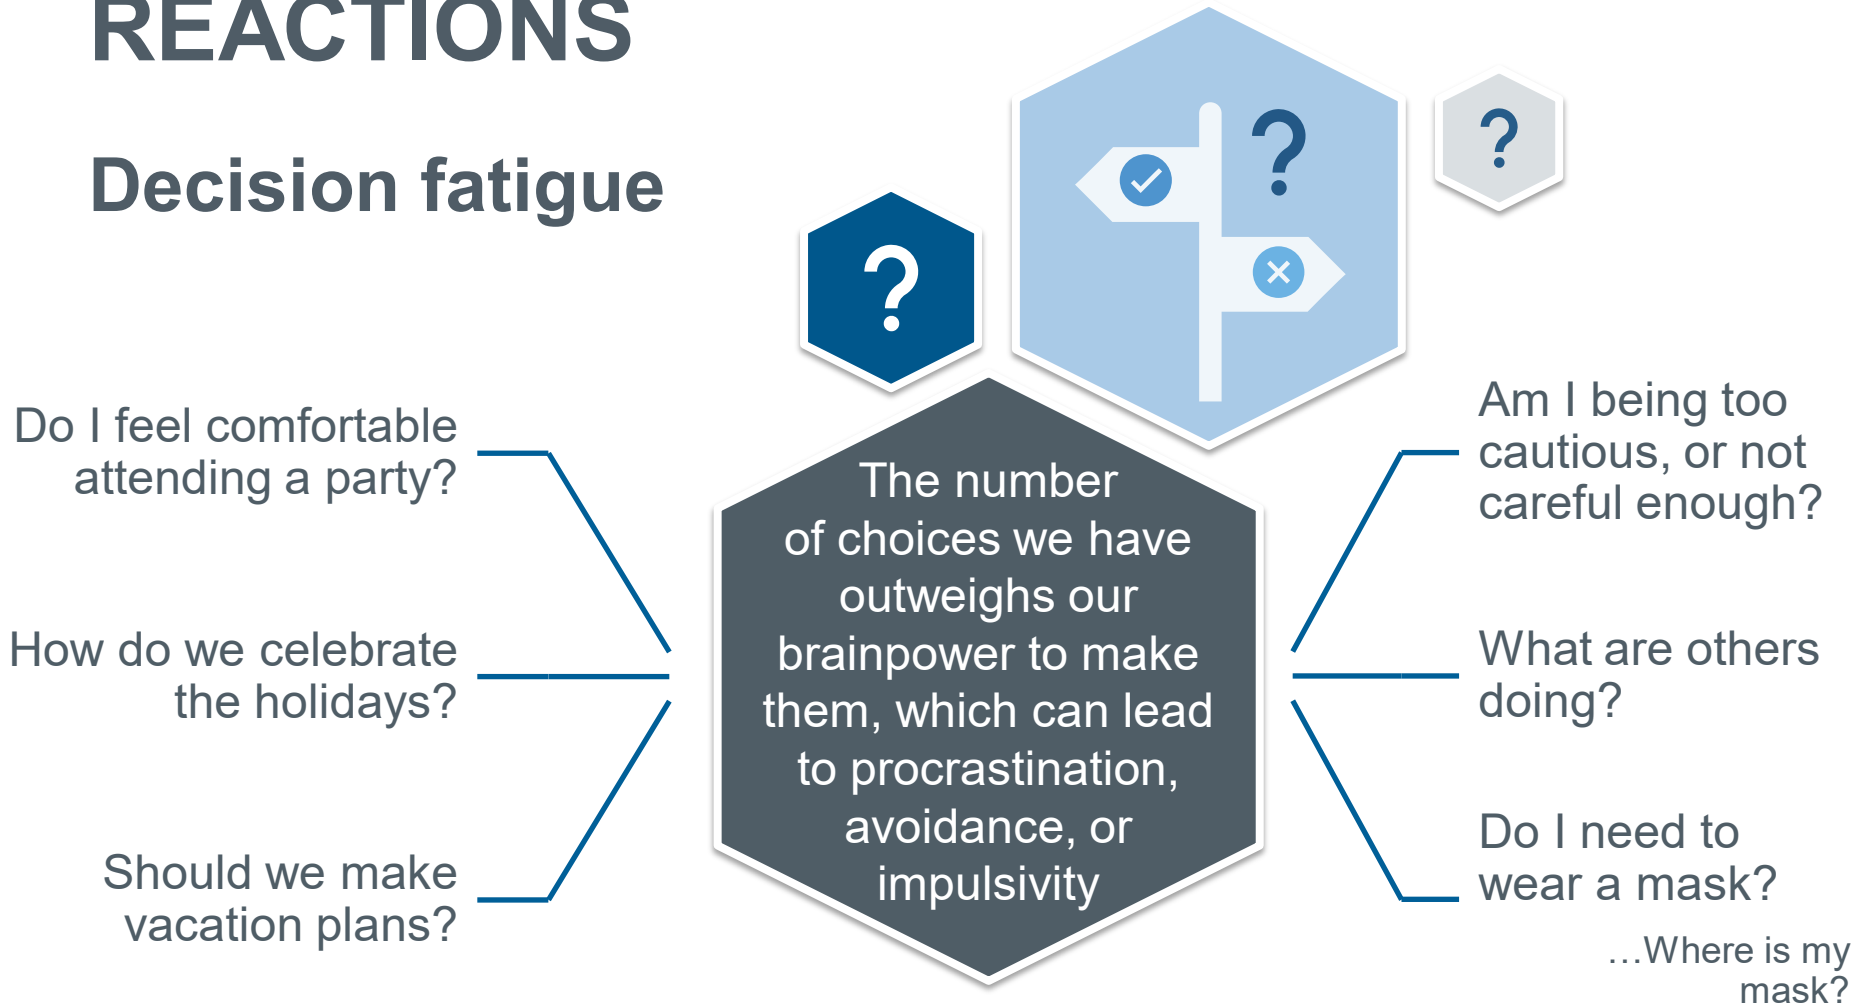 REACTIONS
Decision fatigue
?
?
?
Do I feel comfortable
attending a party?
How do we celebrate
the holidays?
Should we make
vacation plans?
The number
of choices we have
outweighs our
brainpower to make
them, which can lead
to procrastination,
avoidance, or
impulsivity
Am I being too
cautious, or not
careful enough?
What are others
doing?
Do I need to
wear a mask?
…Where is my
mask?